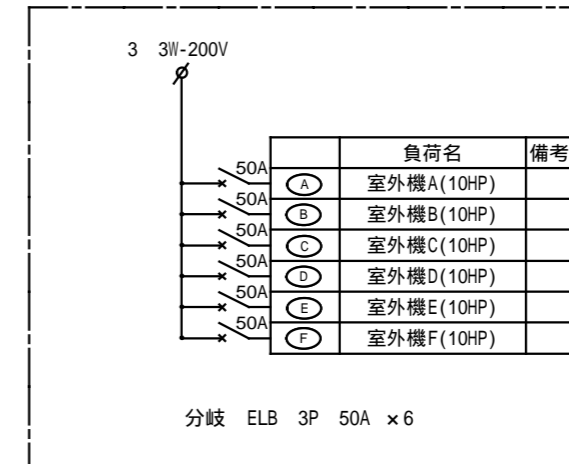 3 3W-200V
負荷名 備考
50A A 室外機A(10HP)
50A B 室外機B(10HP)
50A C 室外機C(10HP)
50A D 室外機D(10HP)
50A E 室外機E(10HP)
50A F 室外機F(10HP)
分岐 ELB 3P 50A ×6